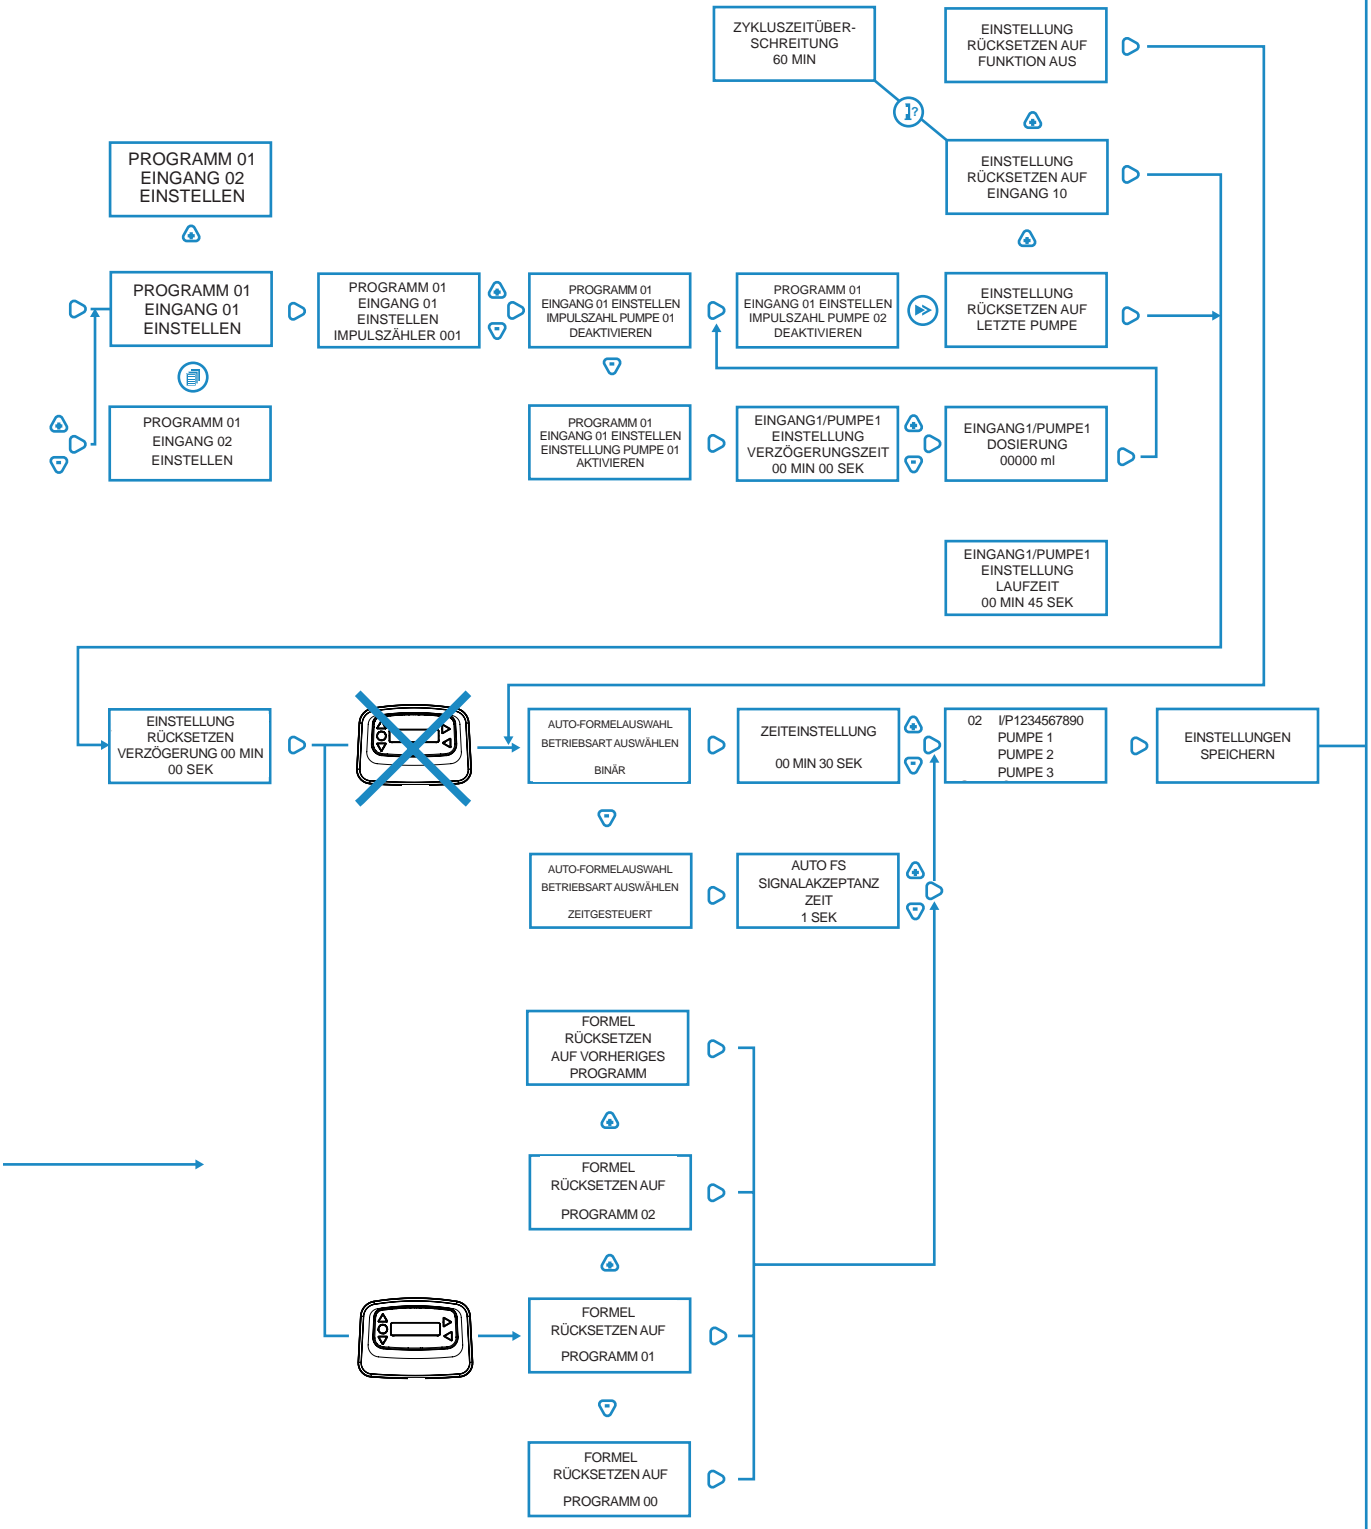 ZYKLUSZEITÜBER-
SCHREITUNG
60 MIN
EINSTELLUNG
RÜCKSETZEN AUF
FUNKTION AUS
?
EINSTELLUNG
RÜCKSETZEN AUF
EINGANG 10
PROGRAMM 01
EINGANG 02
EINSTELLEN
PROGRAMM 01
EINGANG 01
EINSTELLEN
PROGRAMM 01
EINGANG 01
EINSTELLEN
IMPULSZÄHLER 001
PROGRAMM 01
EINGANG 01 EINSTELLEN
IMPULSZAHL PUMPE 01
DEAKTIVIEREN
PROGRAMM 01
EINGANG 01 EINSTELLEN
IMPULSZAHL PUMPE 02
DEAKTIVIEREN
EINSTELLUNG
RÜCKSETZEN AUF
LETZTE PUMPE
PROGRAMM 01
EINGANG 02
EINSTELLEN
PROGRAMM 01
EINGANG 01 EINSTELLEN
EINSTELLUNG PUMPE 01
AKTIVIEREN
EINGANG1/PUMPE1
EINSTELLUNG
VERZÖGERUNGSZEIT
00 MIN 00 SEK
EINGANG1/PUMPE1
DOSIERUNG
00000 ml
EINGANG1/PUMPE1
EINSTELLUNG
LAUFZEIT
00 MIN 45 SEK
EINSTELLUNG
RÜCKSETZEN
VERZÖGERUNG 00 MIN
00 SEK
AUTO-FORMELAUSWAHL
BETRIEBSART AUSWÄHLEN
BINÄR
ZEITEINSTELLUNG
00 MIN 30 SEK
02 I/P1234567890
PUMPE 1
PUMPE 2
PUMPE 3
EINSTELLUNGEN
SPEICHERN
AUTO-FORMELAUSWAHL
BETRIEBSART AUSWÄHLEN
ZEITGESTEUERT
AUTO FS
SIGNALAKZEPTANZ
ZEIT
1 SEK
FORMEL
RÜCKSETZEN
AUF VORHERIGES
PROGRAMM
FORMEL
RÜCKSETZEN AUF
PROGRAMM 02
FORMEL
RÜCKSETZEN AUF
PROGRAMM 01
FORMEL
RÜCKSETZEN AUF
PROGRAMM 00